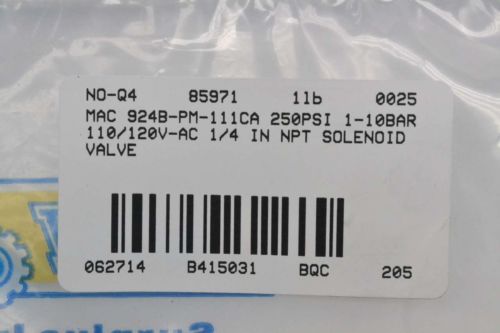 NO-Q4 85971 1lb 0025
MAC 924B-PM-111CA 250PSI 1-10BAR
110/120V-AC 1/4 IN NPT SOLENOID
VALVE
062714 B415031 BQC 205